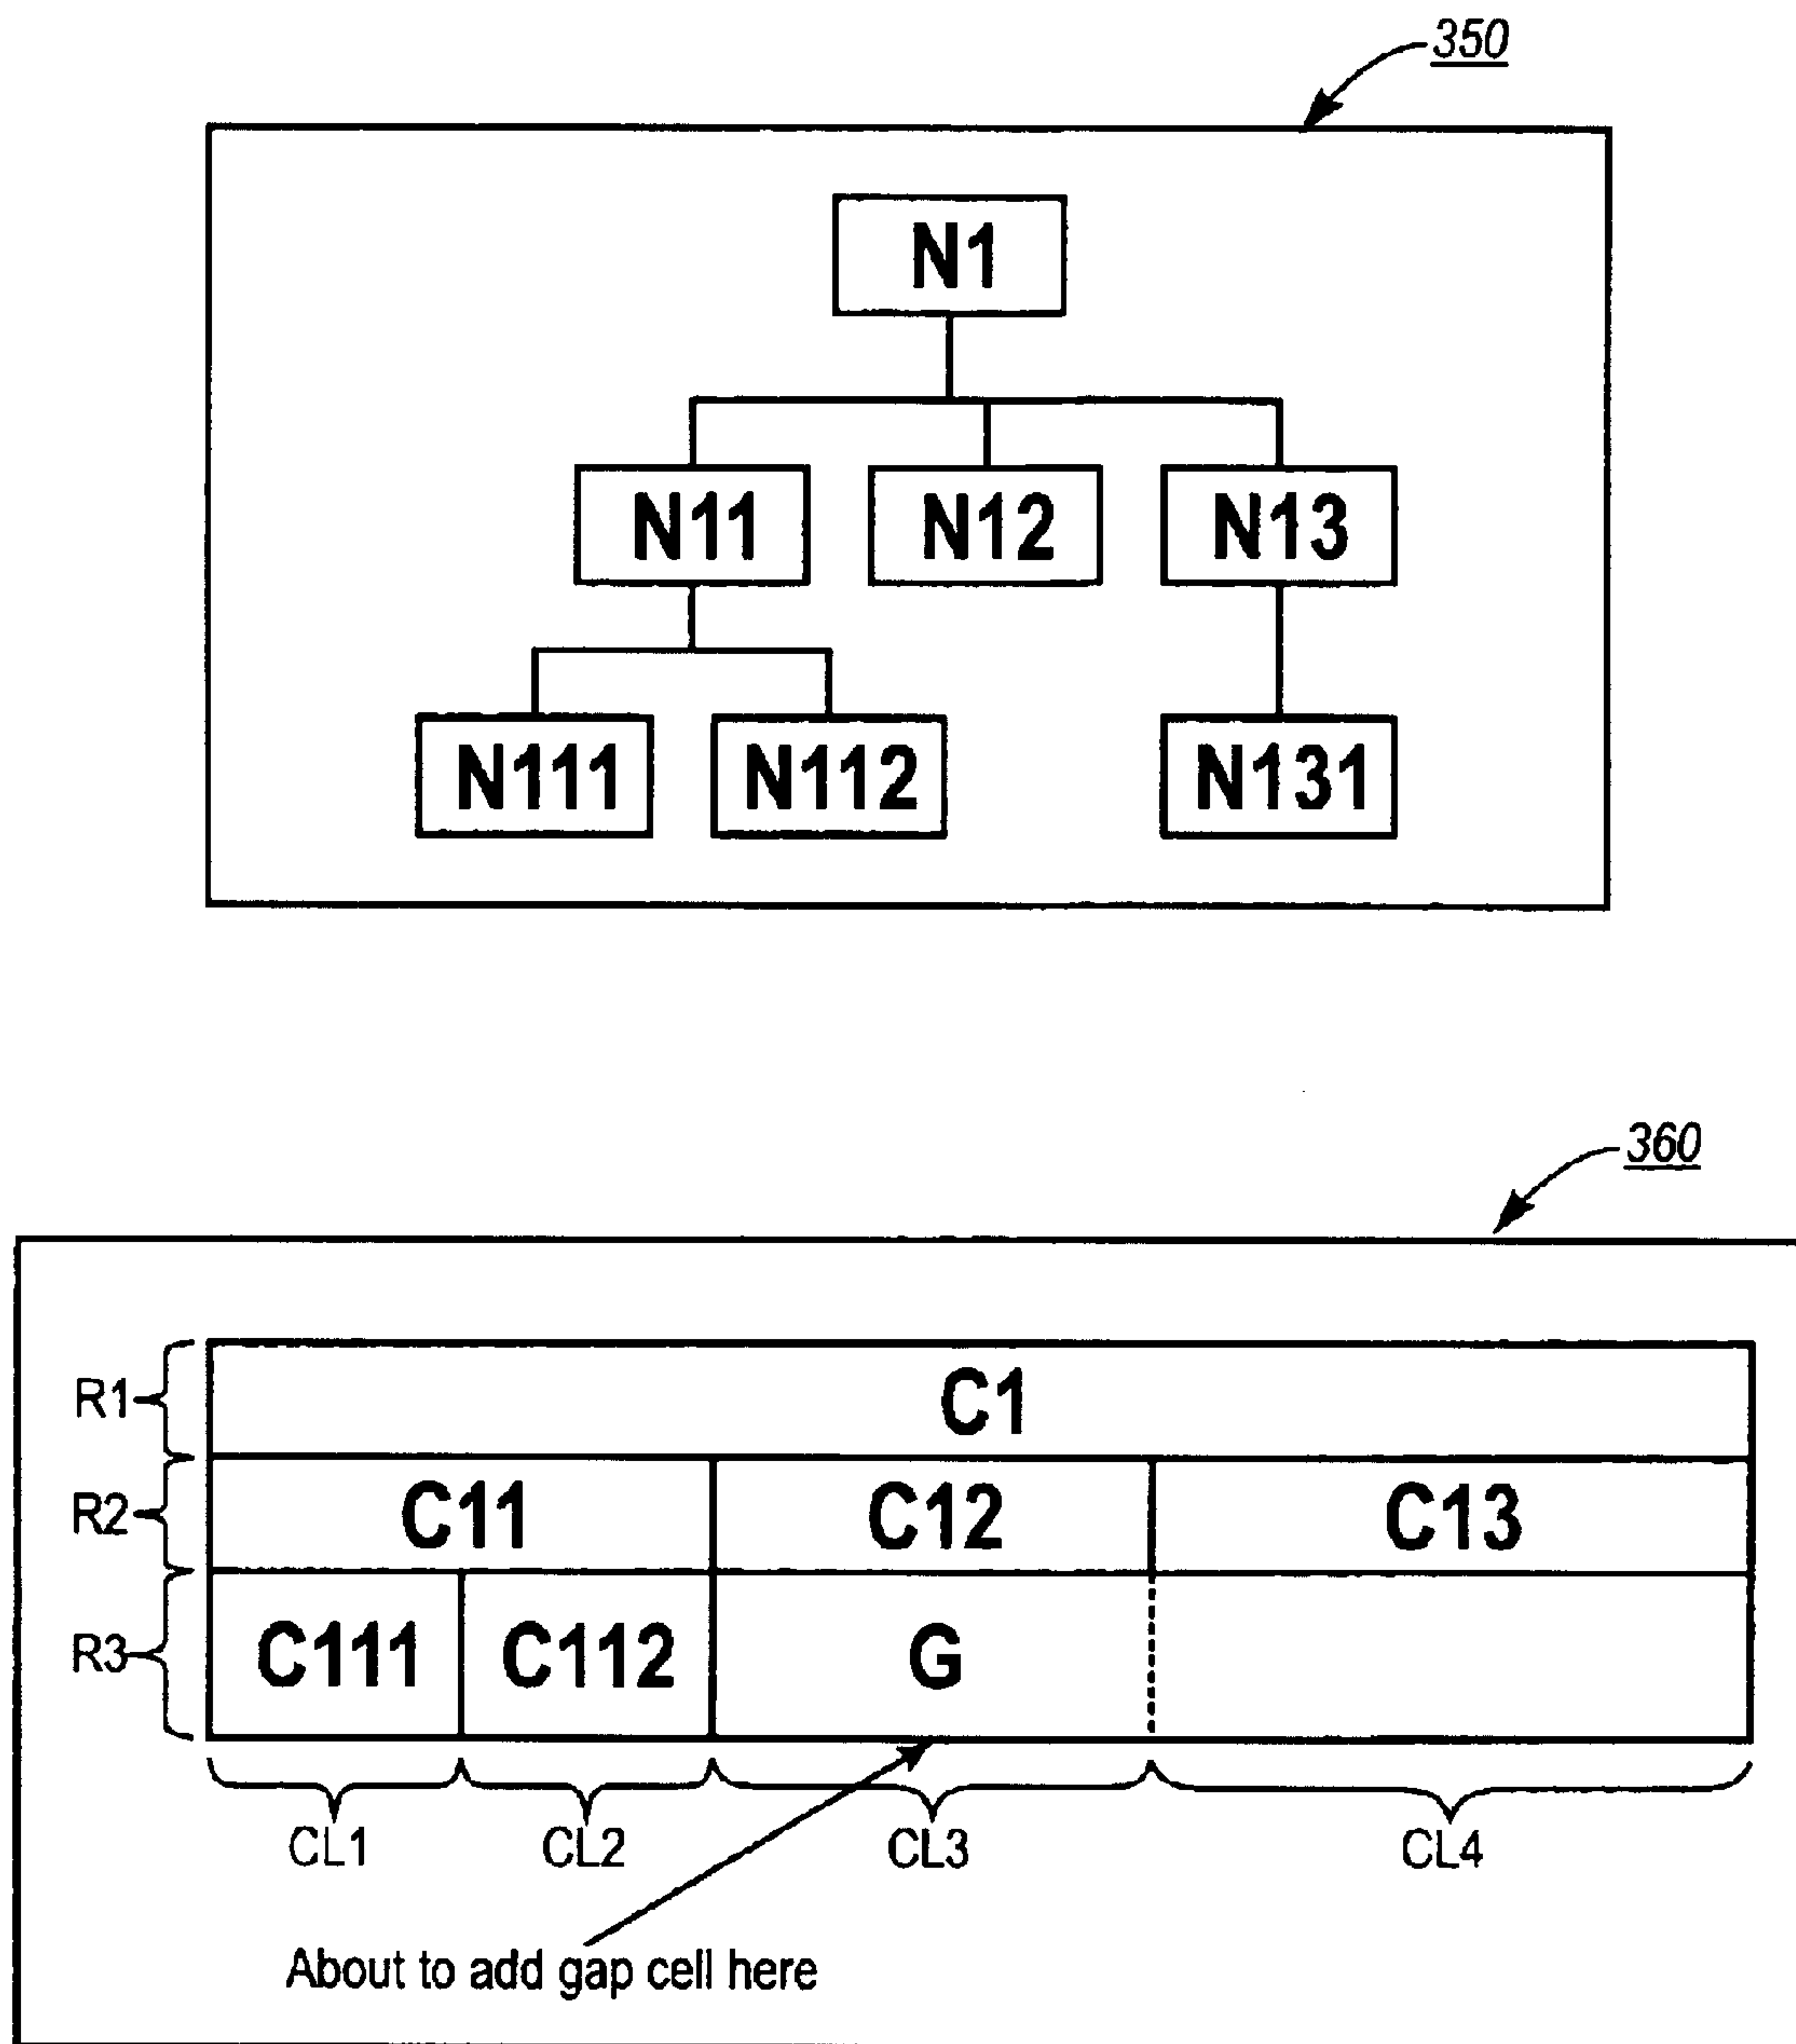 350
N1
N11 N12 N13
N111 N112 N131
360
R1 C1
R2 C11 C12 C13
R3 C111 C112 G
CL1 CL2 CL3 CL4
About to add gap cell here